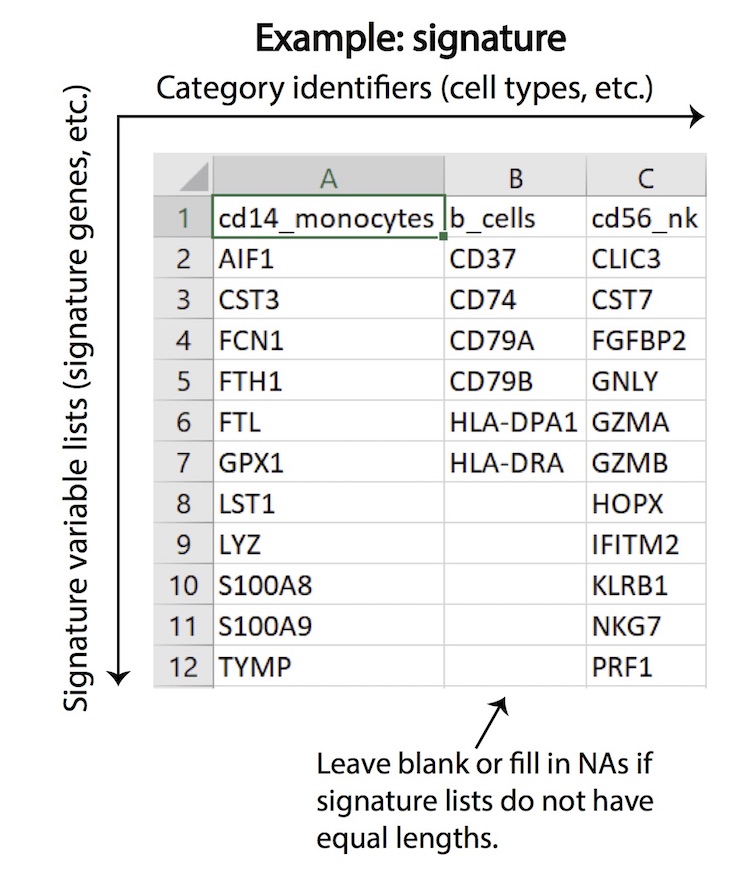 Example: signature
Category identifiers (cell types, etc.)
Signature variable lists (signature genes, etc.)
A B C
1 cd14_monocytes b_cells cd56_nk
2 AIF1 CD37 CLIC3
3 CST3 CD74 CST7
4 FCN1 CD79A FGFBP2
5 FTH1 CD79B GNLY
6 FTL HLA-DPA1 GZMA
7 GPX1 HLA-DRA GZMB
8 LST1 HOPX
9 LYZ IFITM2
10 S100A8 KLRB1
11 S100A9 NKG7
12 TYMP PRF1
Leave blank or fill in NAs if
signature lists do not have
equal lengths.